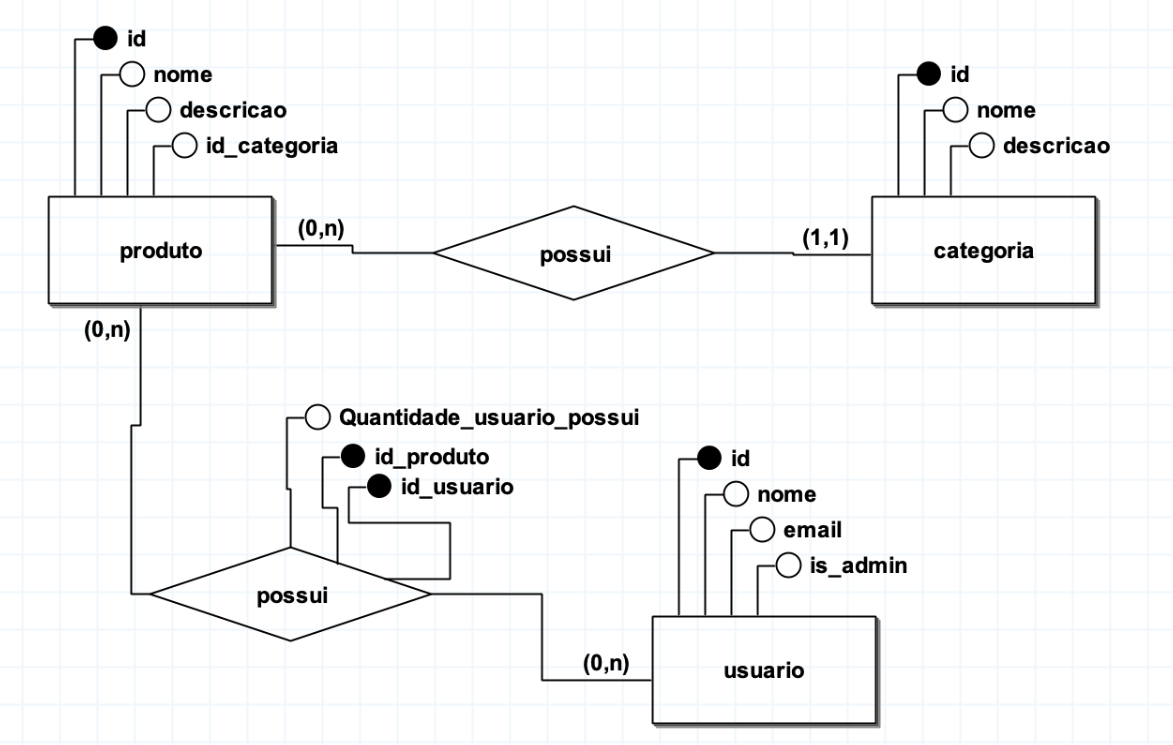 id
nome
descricao
id_categoria
produto
(0,n)
possui
(1,1)
id
nome
descricao
categoria
(0,n)
Quantidade_usuario_possui
id_produto
id_usuario
possui
(0,n)
id
nome
email
is_admin
usuario